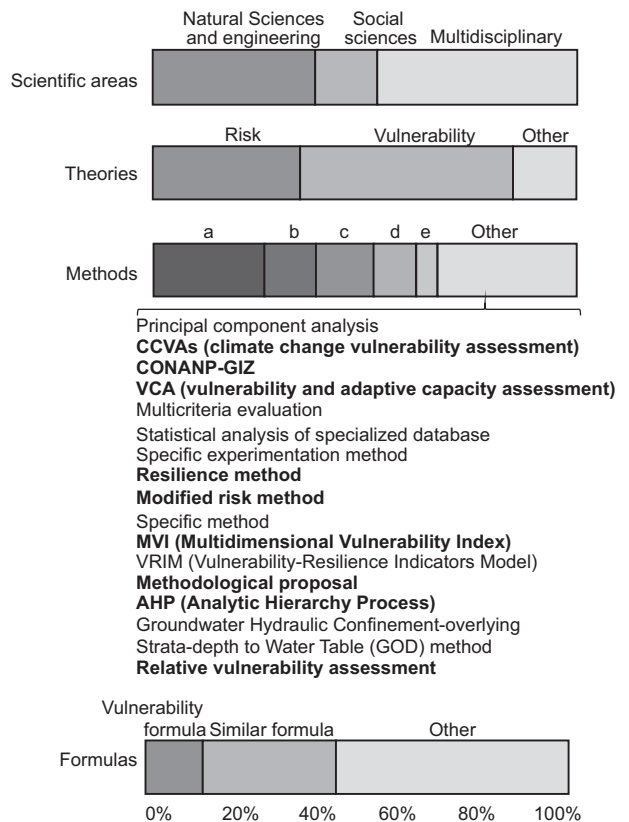 Natural Sciences
and engineering
Social
sciences
Multidisciplinary
Scientific areas
Risk
Vulnerability
Other
Theories
a
b
c
d
e
Other
Methods
Principal component analysis
CCVAs (climate change vulnerability assessment)
CONANP-GIZ
VCA (vulnerability and adaptive capacity assessment)
Multicriteria evaluation
Statistical analysis of specialized database
Specific experimentation method
Resilience method
Modified risk method
Specific method
MVI (Multidimensional Vulnerability Index)
VRIM (Vulnerability-Resilience Indicators Model)
Methodological proposal
AHP (Analytic Hierarchy Process)
Groundwater Hydraulic Confinement-overlying
Strata-depth to Water Table (GOD) method
Relative vulnerability assessment
Vulnerability
formula
Similar formula
Other
Formulas
0% 20% 40% 60% 80% 100%